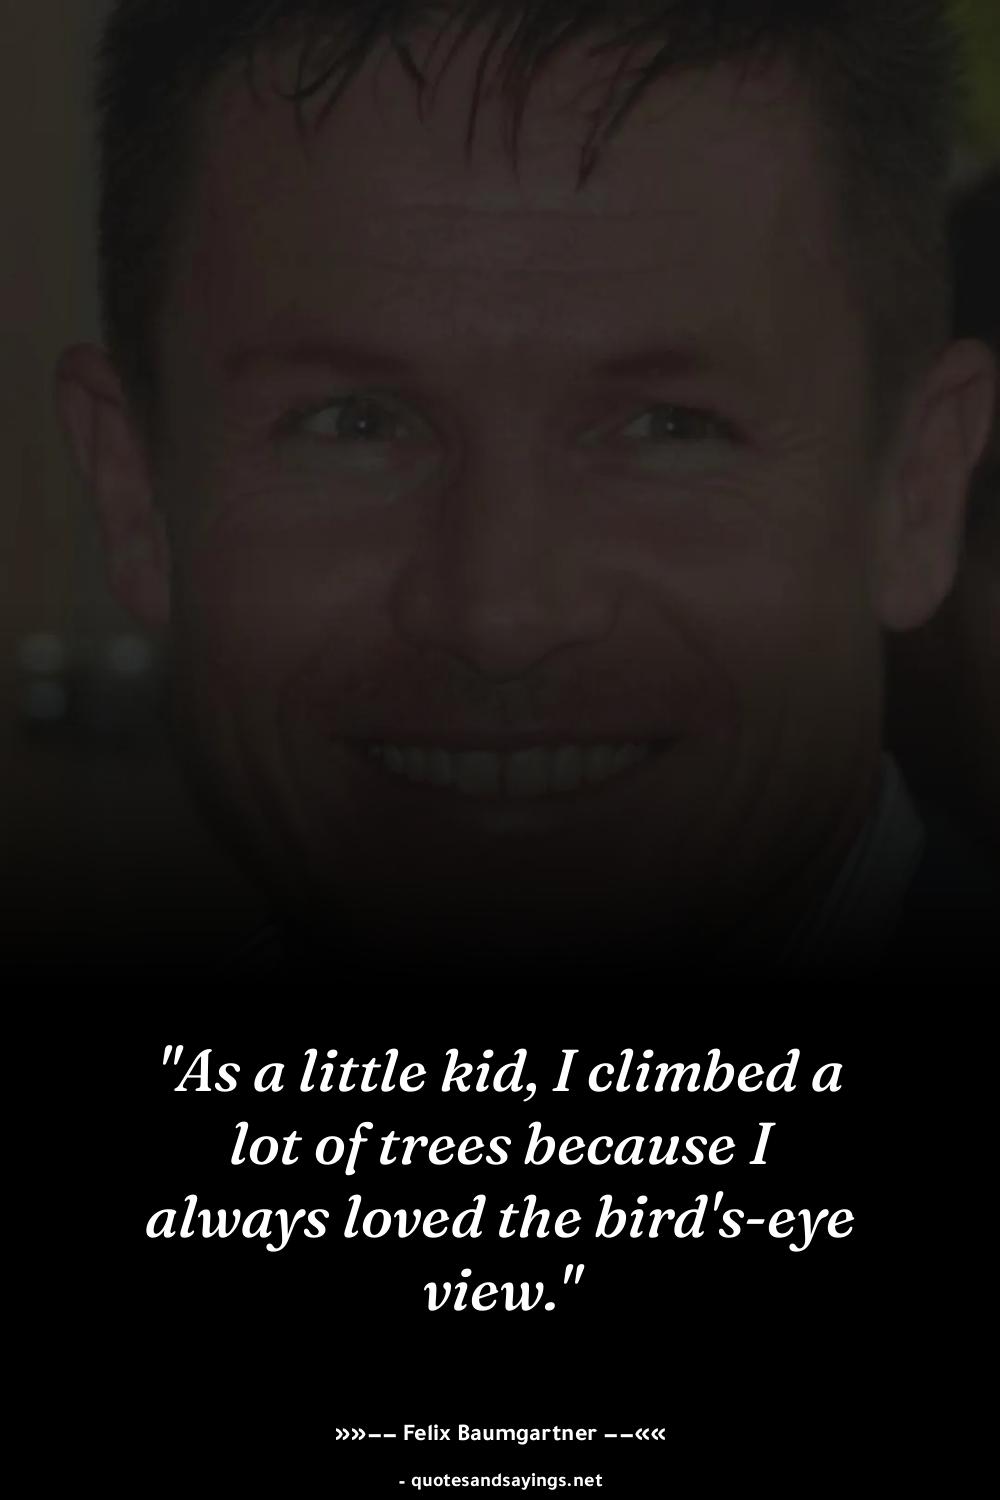 "As a little kid, I climbed a
lot of trees because I
always loved the bird's-eye
view."
»»−− Felix Baumgartner −−««
- quotesandsayings.net